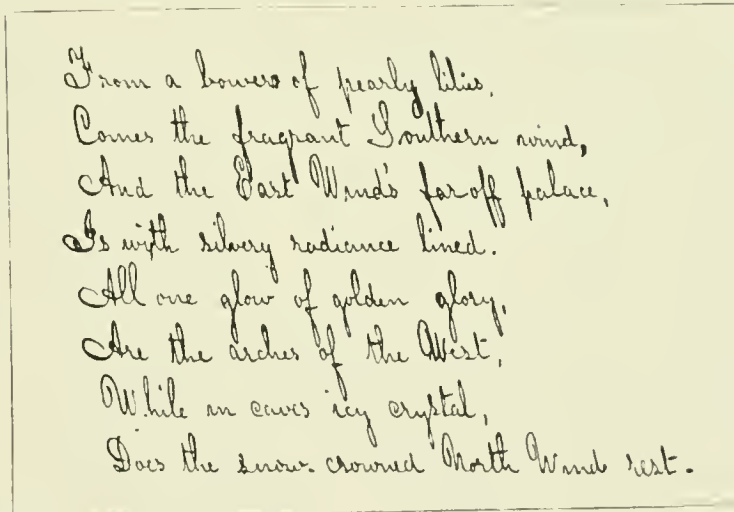 From a bower of pearly lilies,
Comes the fragrant Southern wind,
And the East Wind's far off palace,
Is with silvery radiance lined.
All one glow of golden glory,
Are the arches of the West,
While in caves icy crystal,
Does the snow-crowned North Wind rest.